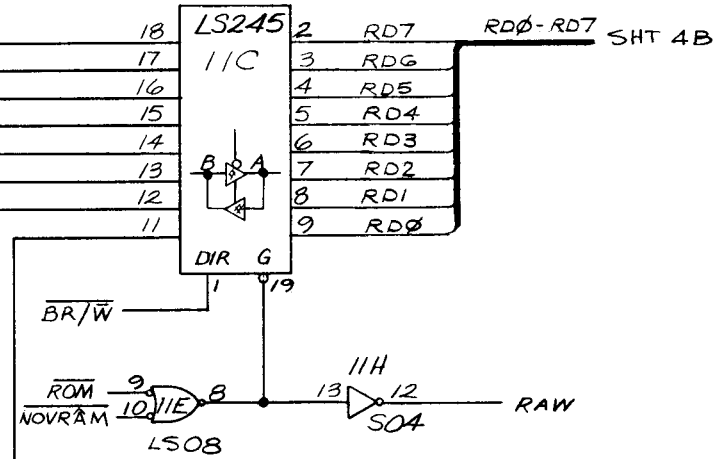 18 LS245 2 RD7 RDØ-RD7 SHT 4B
17 11C 3 RD6
16 4 RD5
15 5 RD4
14 6 RD3
13 B A 7 RD2
12 8 RD1
11 9 RDØ
DIR G
1 19
BR/W
11H
ROM 9 11E 8 13 12 RAW
NOVRAM 10
LS08 S04